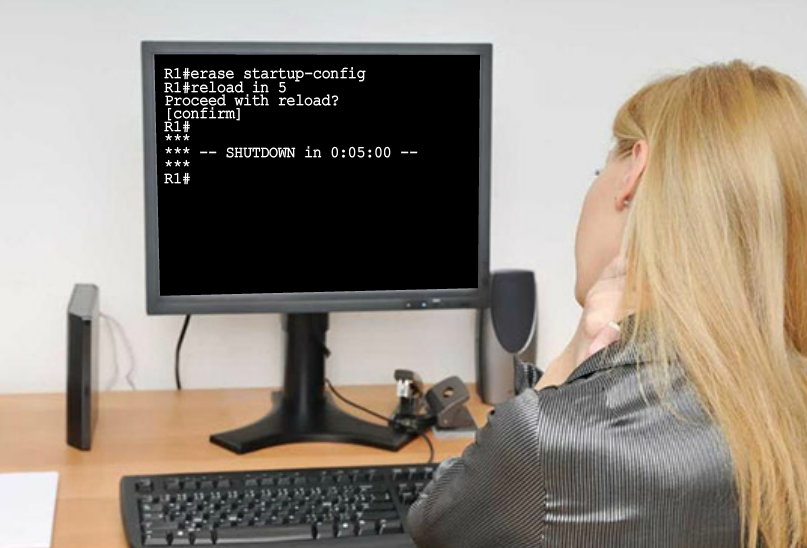 R1#erase startup-config
R1#reload in 5
Proceed with reload?
[confirm]
R1#
***
*** -- SHUTDOWN in 0:05:00 --
***
R1#